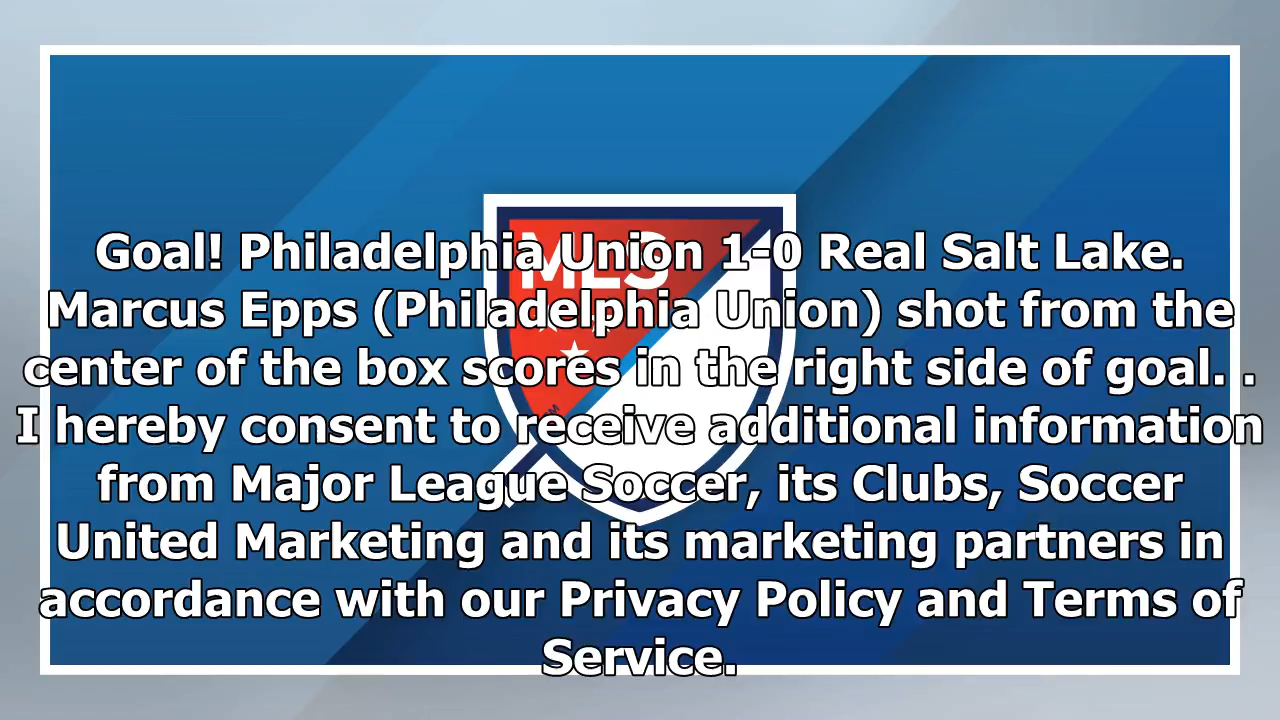 Goal! Philadelphia Union 1-0 Real Salt Lake.
Marcus Epps (Philadelphia Union) shot from the
center of the box scores in the right side of goal. .
I hereby consent to receive additional information
from Major League Soccer, its Clubs, Soccer
United Marketing and its marketing partners in
accordance with our Privacy Policy and Terms of
Service.
MLS
TM